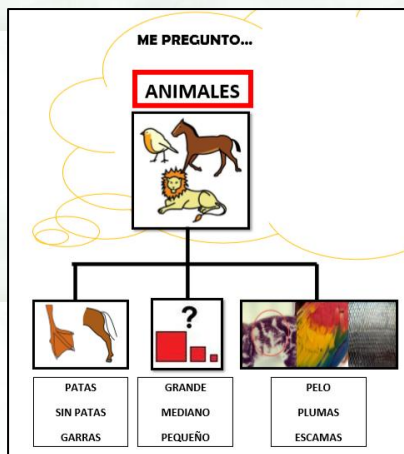 ME PREGUNTO...
ANIMALES
?
PATAS
SIN PATAS
GARRAS
GRANDE
MEDIANO
PEQUEÑO
PELO
PLUMAS
ESCAMAS